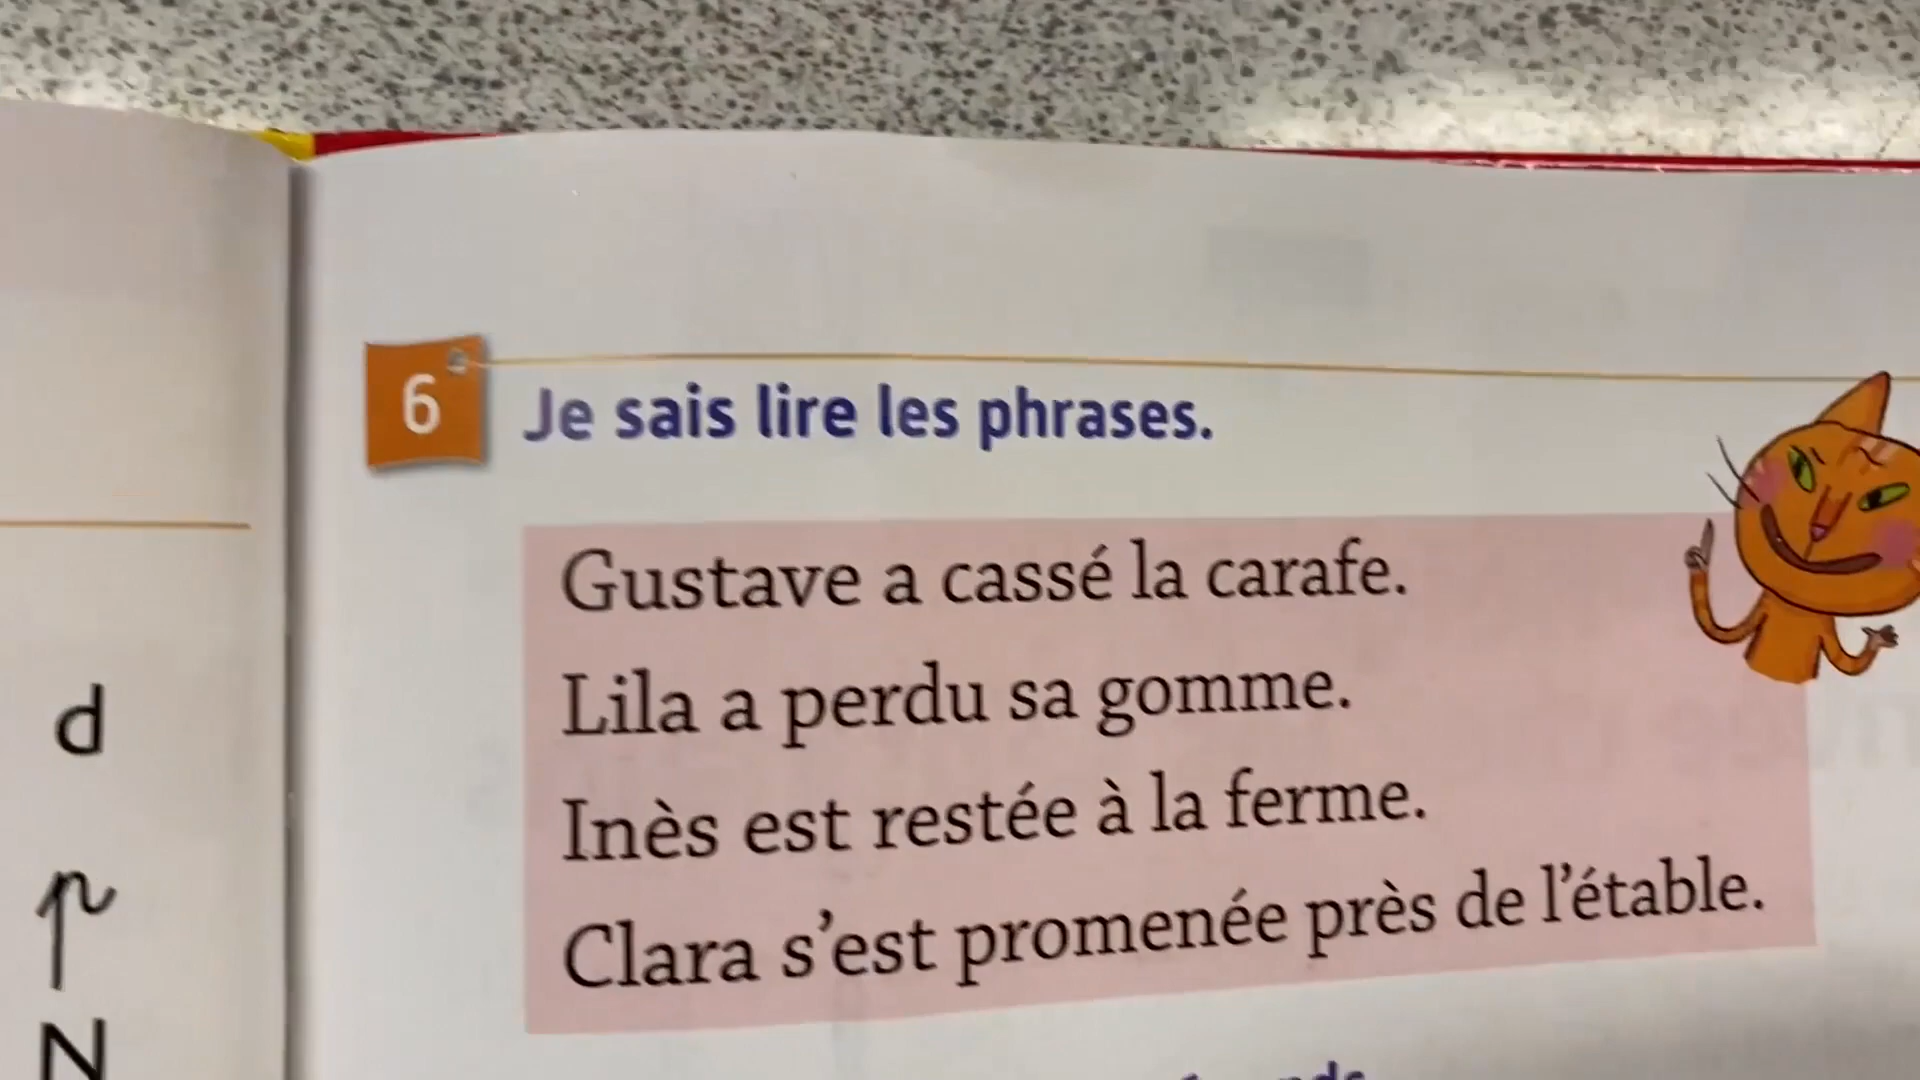 d
p
N
6 Je sais lire les phrases.
Gustave a cassé la carafe.
Lila a perdu sa gomme.
Inès est restée à la ferme.
Clara s'est promenée près de l'étable.